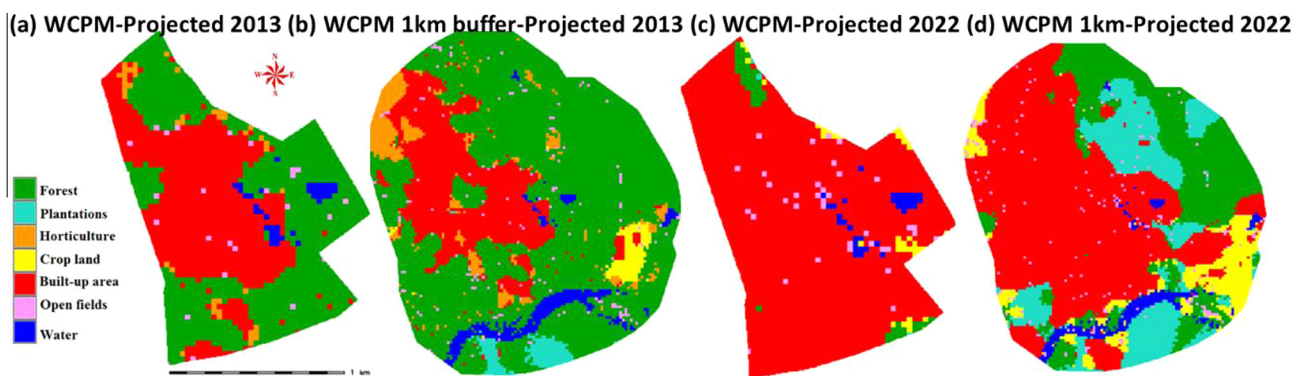 (a) WCPM-Projected 2013 (b) WCPM 1km buffer-Projected 2013 (c) WCPM-Projected 2022 (d) WCPM 1km-Projected 2022
N
W E
S
Forest
Plantations
Horticulture
Crop land
Built-up area
Open fields
Water
1 km